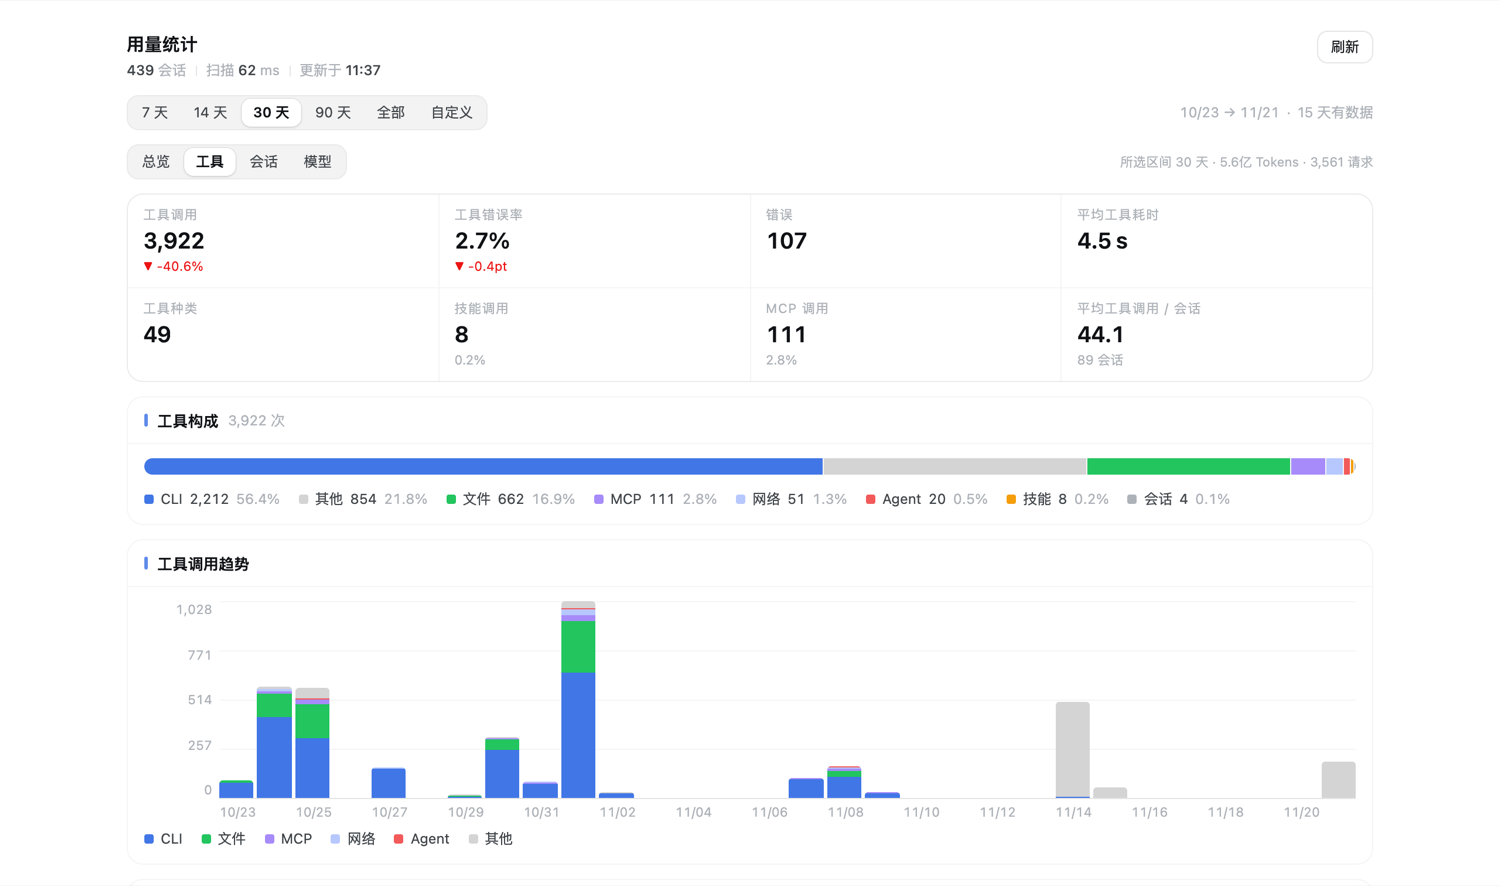 用量统计
刷新
439 会话 | 扫描 62 ms | 更新于 11:37
7 天 14 天 30 天 90 天 全部 自定义
10/23 → 11/21 · 15 天有数据
总览 工具 会话 模型
所选区间 30 天 · 5.6亿 Tokens · 3,561 请求
工具调用
3,922
▼ -40.6%
工具错误率
2.7%
▼ -0.4pt
错误
107
平均工具耗时
4.5 s
工具种类
49
技能调用
8
0.2%
MCP 调用
111
2.8%
平均工具调用 / 会话
44.1
89 会话
工具构成 3,922 次
CLI 2,212 56.4% 其他 854 21.8% 文件 662 16.9% MCP 111 2.8% 网络 51 1.3% Agent 20 0.5% 技能 8 0.2% 会话 4 0.1%
工具调用趋势
1,028
771
514
257
0
10/23 10/25 10/27 10/29 10/31 11/02 11/04 11/06 11/08 11/10 11/12 11/14 11/16 11/18 11/20
CLI 文件 MCP 网络 Agent 其他